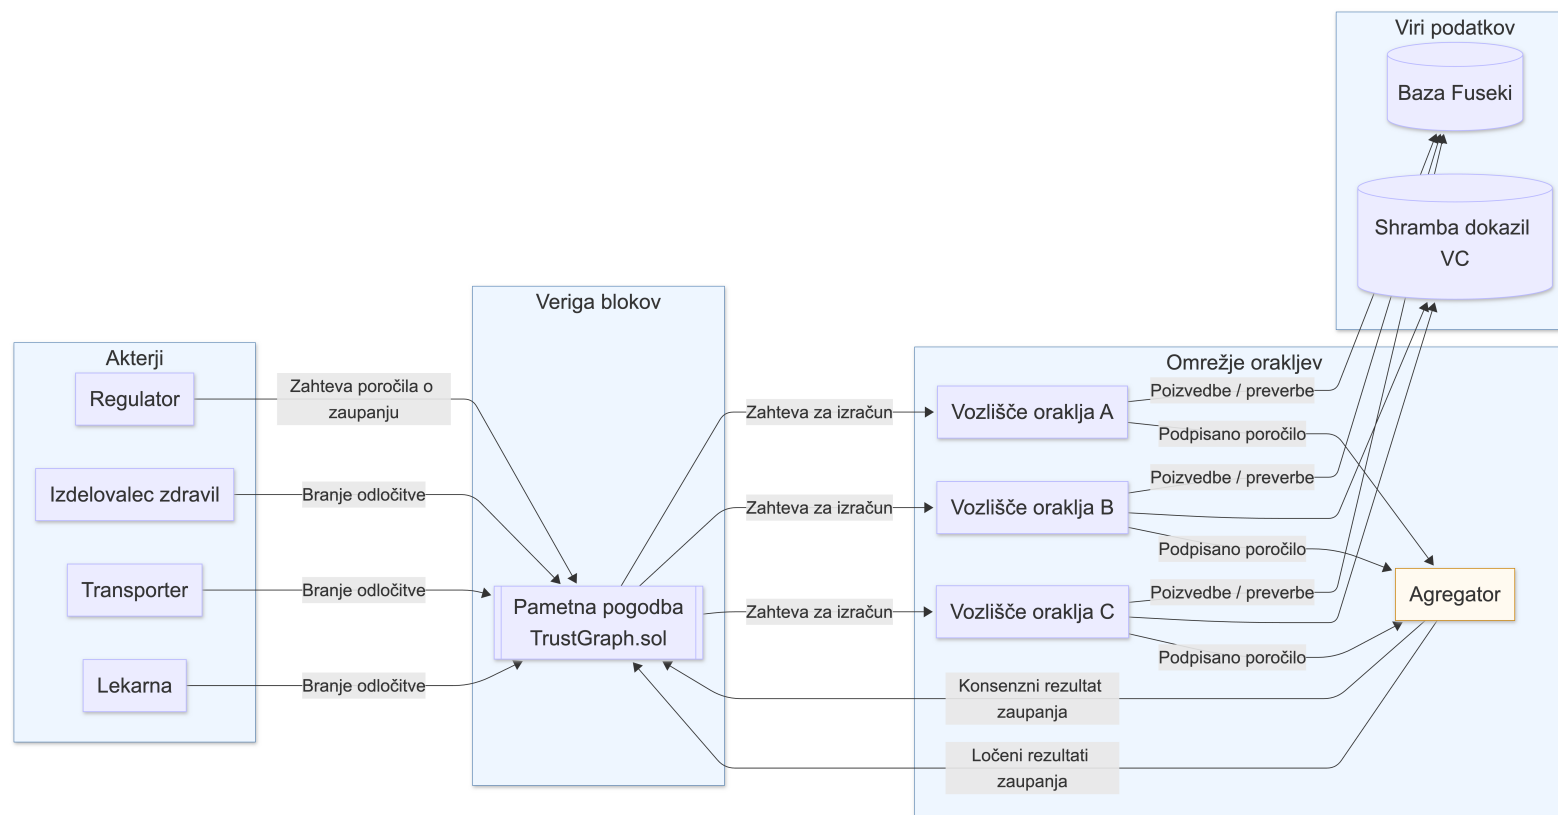 Viri podatkov
Baza Fuseki
Shramba dokazil
VC
Veriga blokov
Akterji
Regulator
Zahteva poročila o
zaupanju
Izdelovalec zdravil
Branje odločitve
Transporter
Branje odločitve
Lekarna
Branje odločitve
Pametna pogodba
TrustGraph.sol
Omrežje orakljev
Zahteva za izračun
Vozlišče oraklja A
Poizvedbe / preverbe
Podpisano poročilo
Zahteva za izračun
Vozlišče oraklja B
Poizvedbe / preverbe
Podpisano poročilo
Zahteva za izračun
Vozlišče oraklja C
Poizvedbe / preverbe
Podpisano poročilo
Agregator
Konsenzni rezultat
zaupanja
Ločeni rezultati
zaupanja